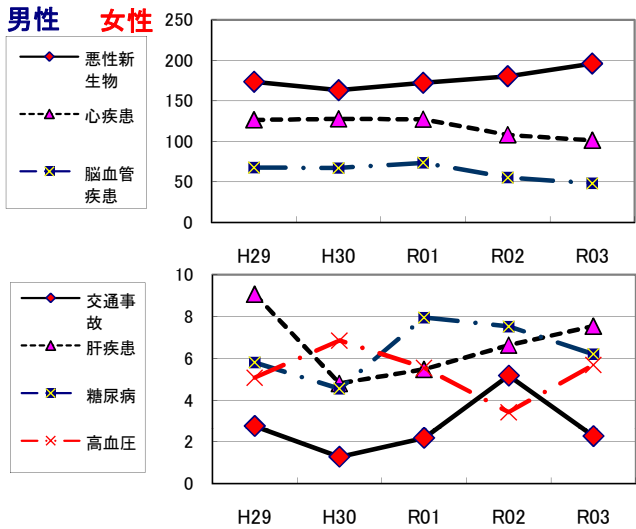 男性 女性
悪性新
生物
心疾患
脳血管
疾患
250
200
150
100
50
0
H29 H30 R01 R02 R03
交通事
故
肝疾患
糖尿病
高血圧
10
8
6
4
2
0
H29 H30 R01 R02 R03